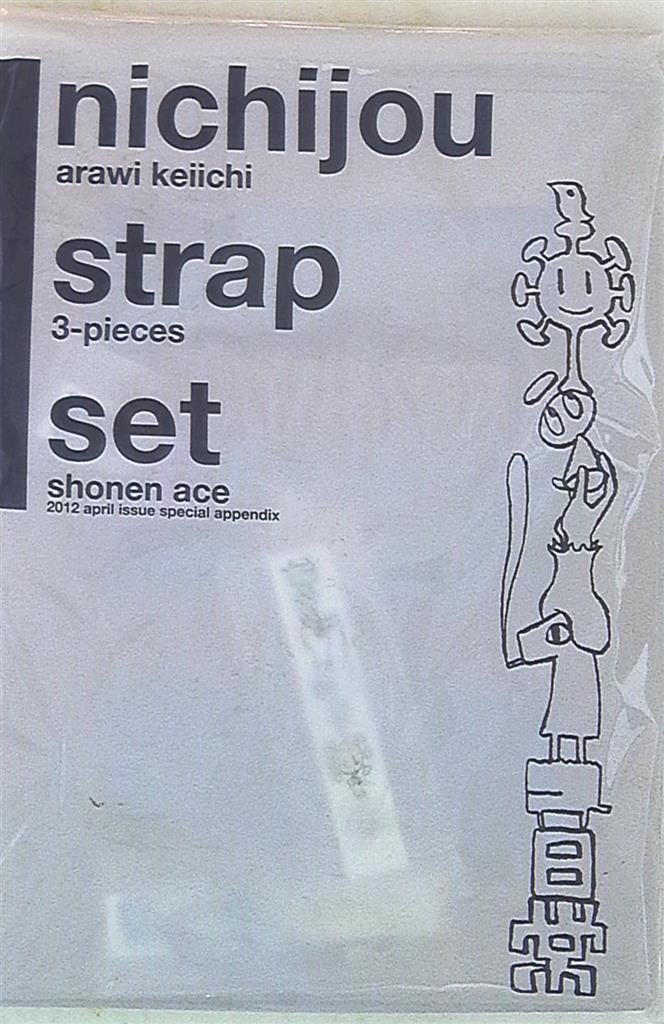 nichijou
arawi keiichi
strap
3-pieces
set
shonen ace
2012 april issue special appendix